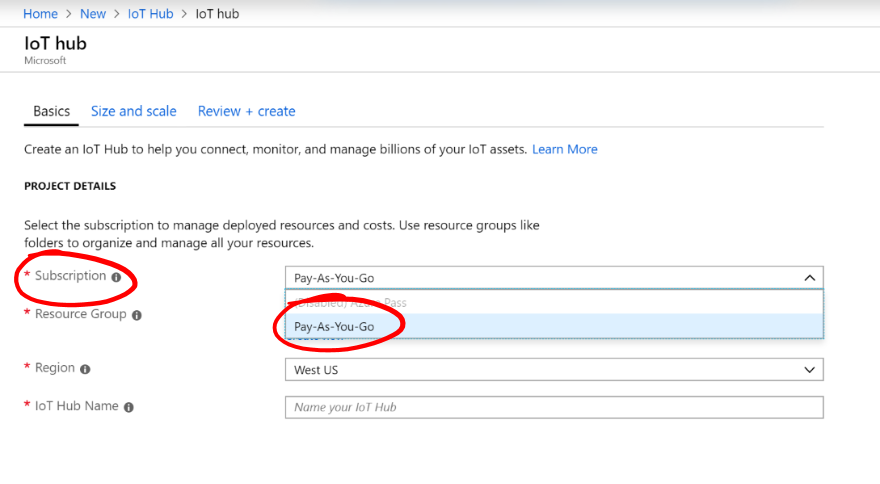 Home > New > IoT Hub > IoT hub
IoT hub
Microsoft
Basics Size and scale Review + create
Create an IoT Hub to help you connect, monitor, and manage billions of your IoT assets. Learn More
PROJECT DETAILS
Select the subscription to manage deployed resources and costs. Use resource groups like
folders to organize and manage all your resources.
* Subscription
Pay-As-You-Go
(Disabled) Azure Pass
* Resource Group
Pay-As-You-Go
* Region
West US
* IoT Hub Name
Name your IoT Hub